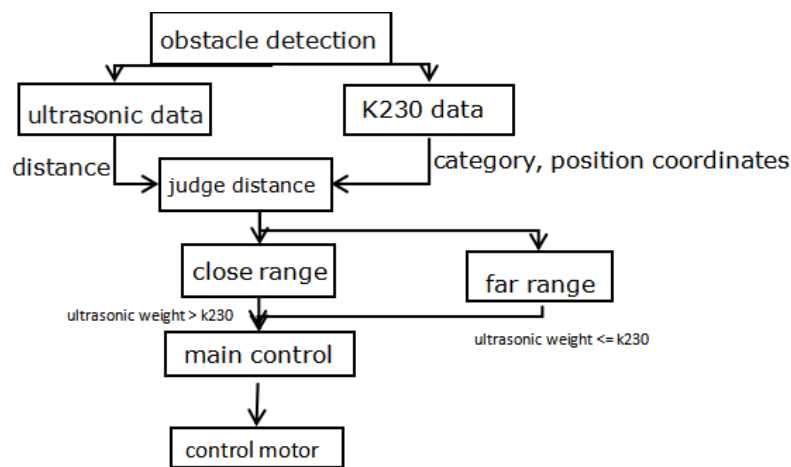 obstacle detection
ultrasonic data
K230 data
distance
category, position coordinates
judge distance
close range
far range
ultrasonic weight > k230
ultrasonic weight <= k230
main control
control motor